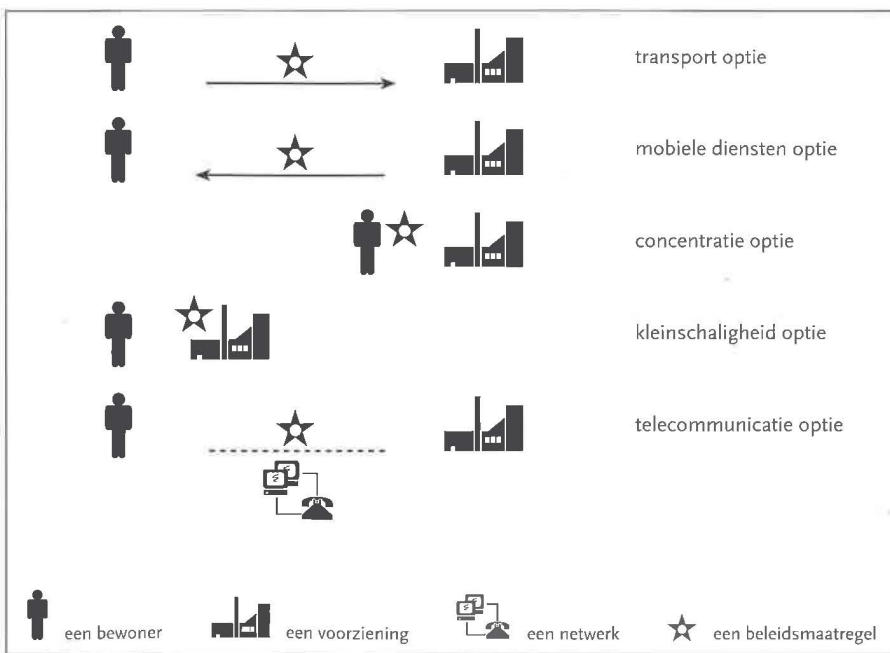 transport optie
mobiele diensten optie
concentratie optie
kleinschaligheid optie
telecommunicatie optie
een bewoner een voorziening een netwerk een beleidsmaatregel